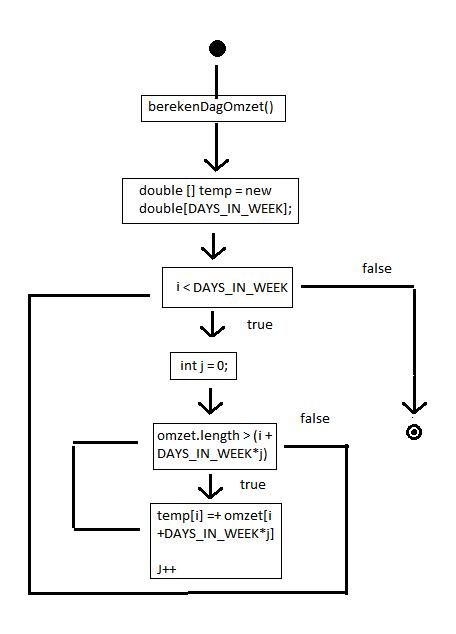 berekenDagOmzet()
double [] temp = new
double[DAYS_IN_WEEK];
false
i < DAYS_IN_WEEK
true
int j = 0;
false
omzet.length > (i +
DAYS_IN_WEEK*j)
true
temp[i] =+ omzet[i
+DAYS_IN_WEEK*j]
J++